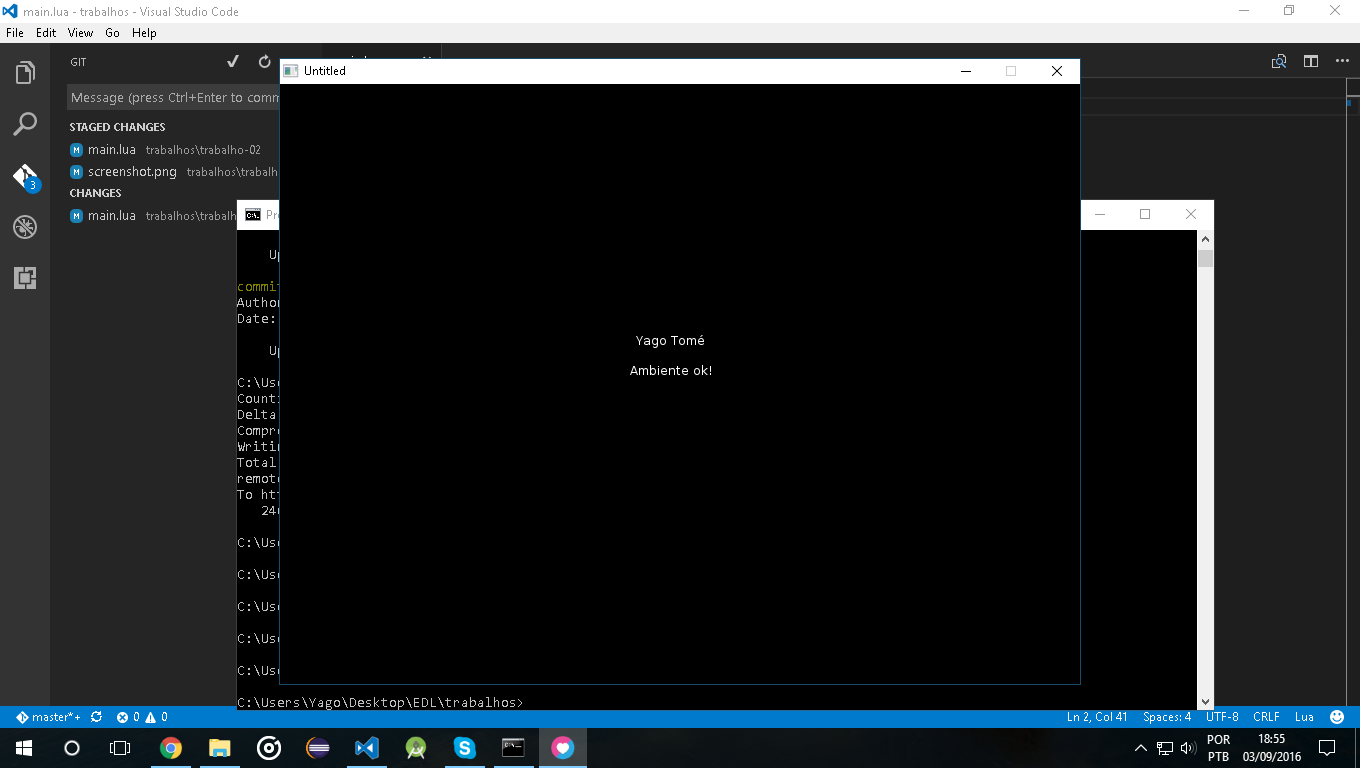 main.lua - trabalhos - Visual Studio Code
File Edit View Go Help
GIT
Untitled
Message (press Ctrl+Enter to comm
STAGED CHANGES
M main.lua trabalhos\trabalho-02
M screenshot.png trabalhos\trabalh
CHANGES
M main.lua trabalhos\trabalh
3
C:\.
Pr
Up
commi
Author
Date:
Up
Yago Tomé
Ambiente ok!
C:\Use
Counti
Delta
Compre
Writin
Total
remote
To htt
24
C:\Use
C:\Use
C:\Use
C:\Use
C:\Use
C:\Users\Yago\Desktop\EDL\trabalhos>
master*+ 0 0 Ln 2, Col 41 Spaces: 4 UTF-8 CRLF Lua
POR 18:55
PTB 03/09/2016